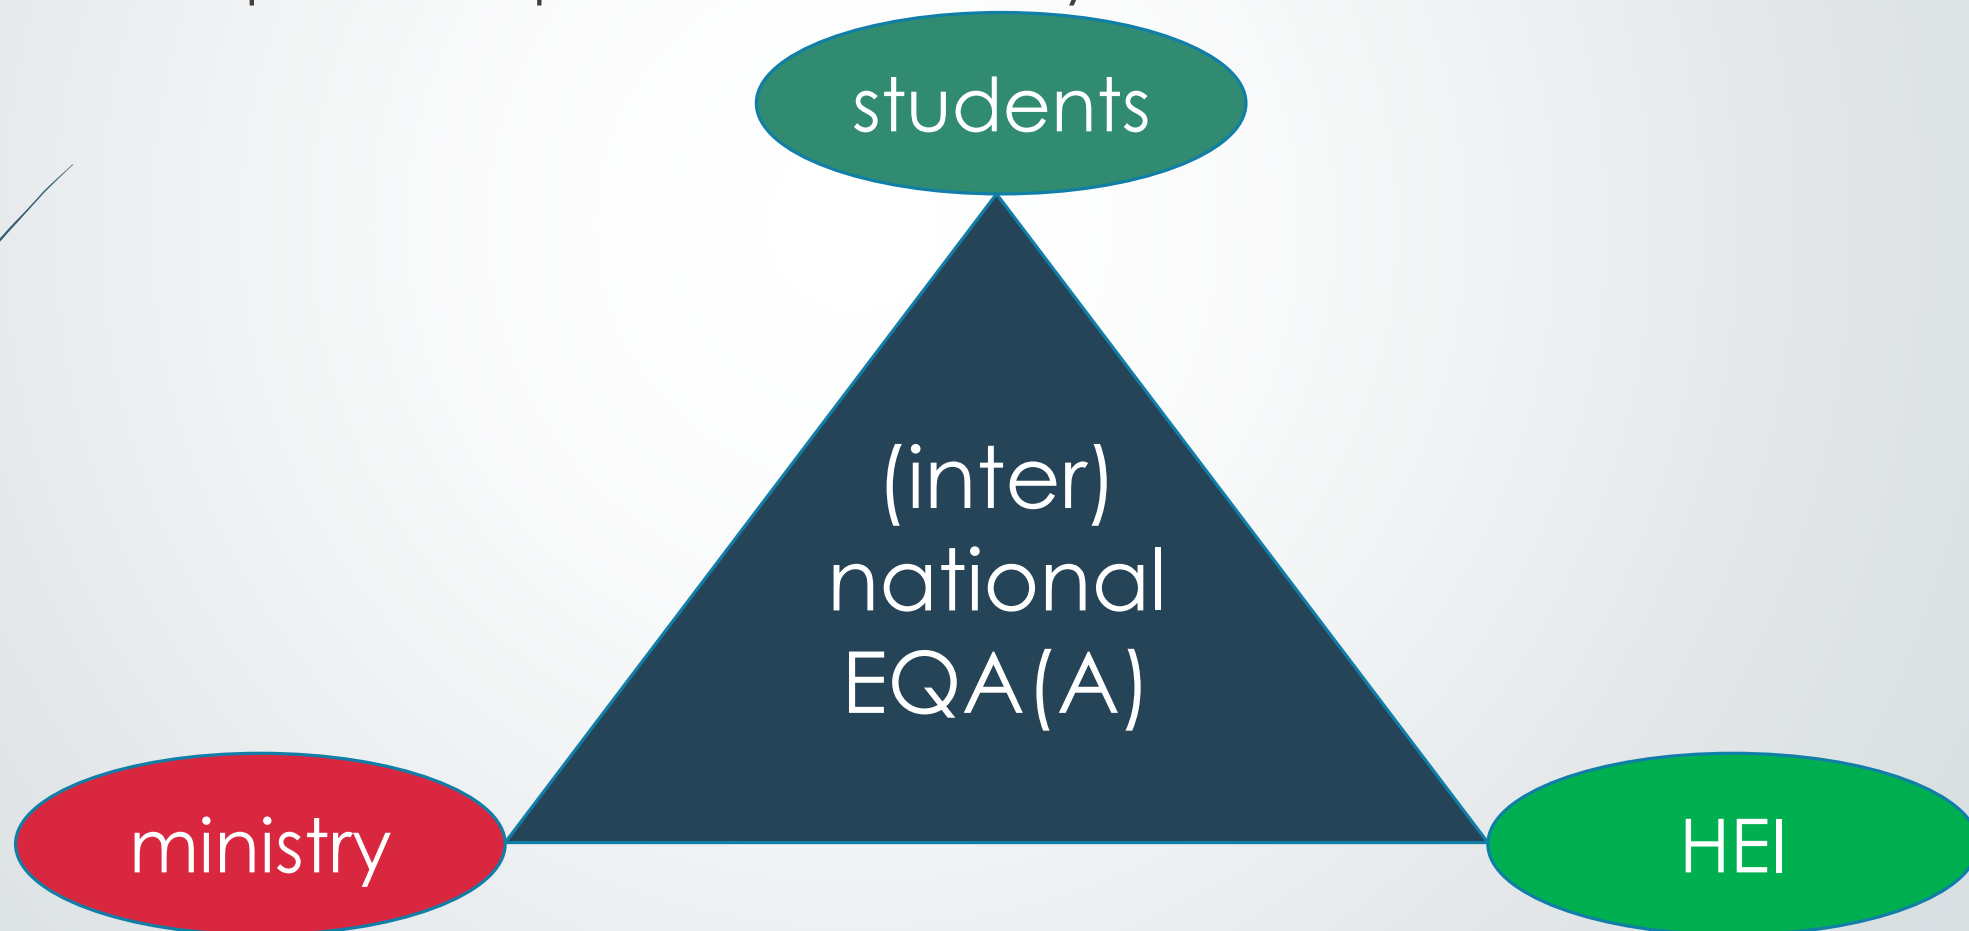 students
(inter)
national
EQA(A)
ministry
HEI